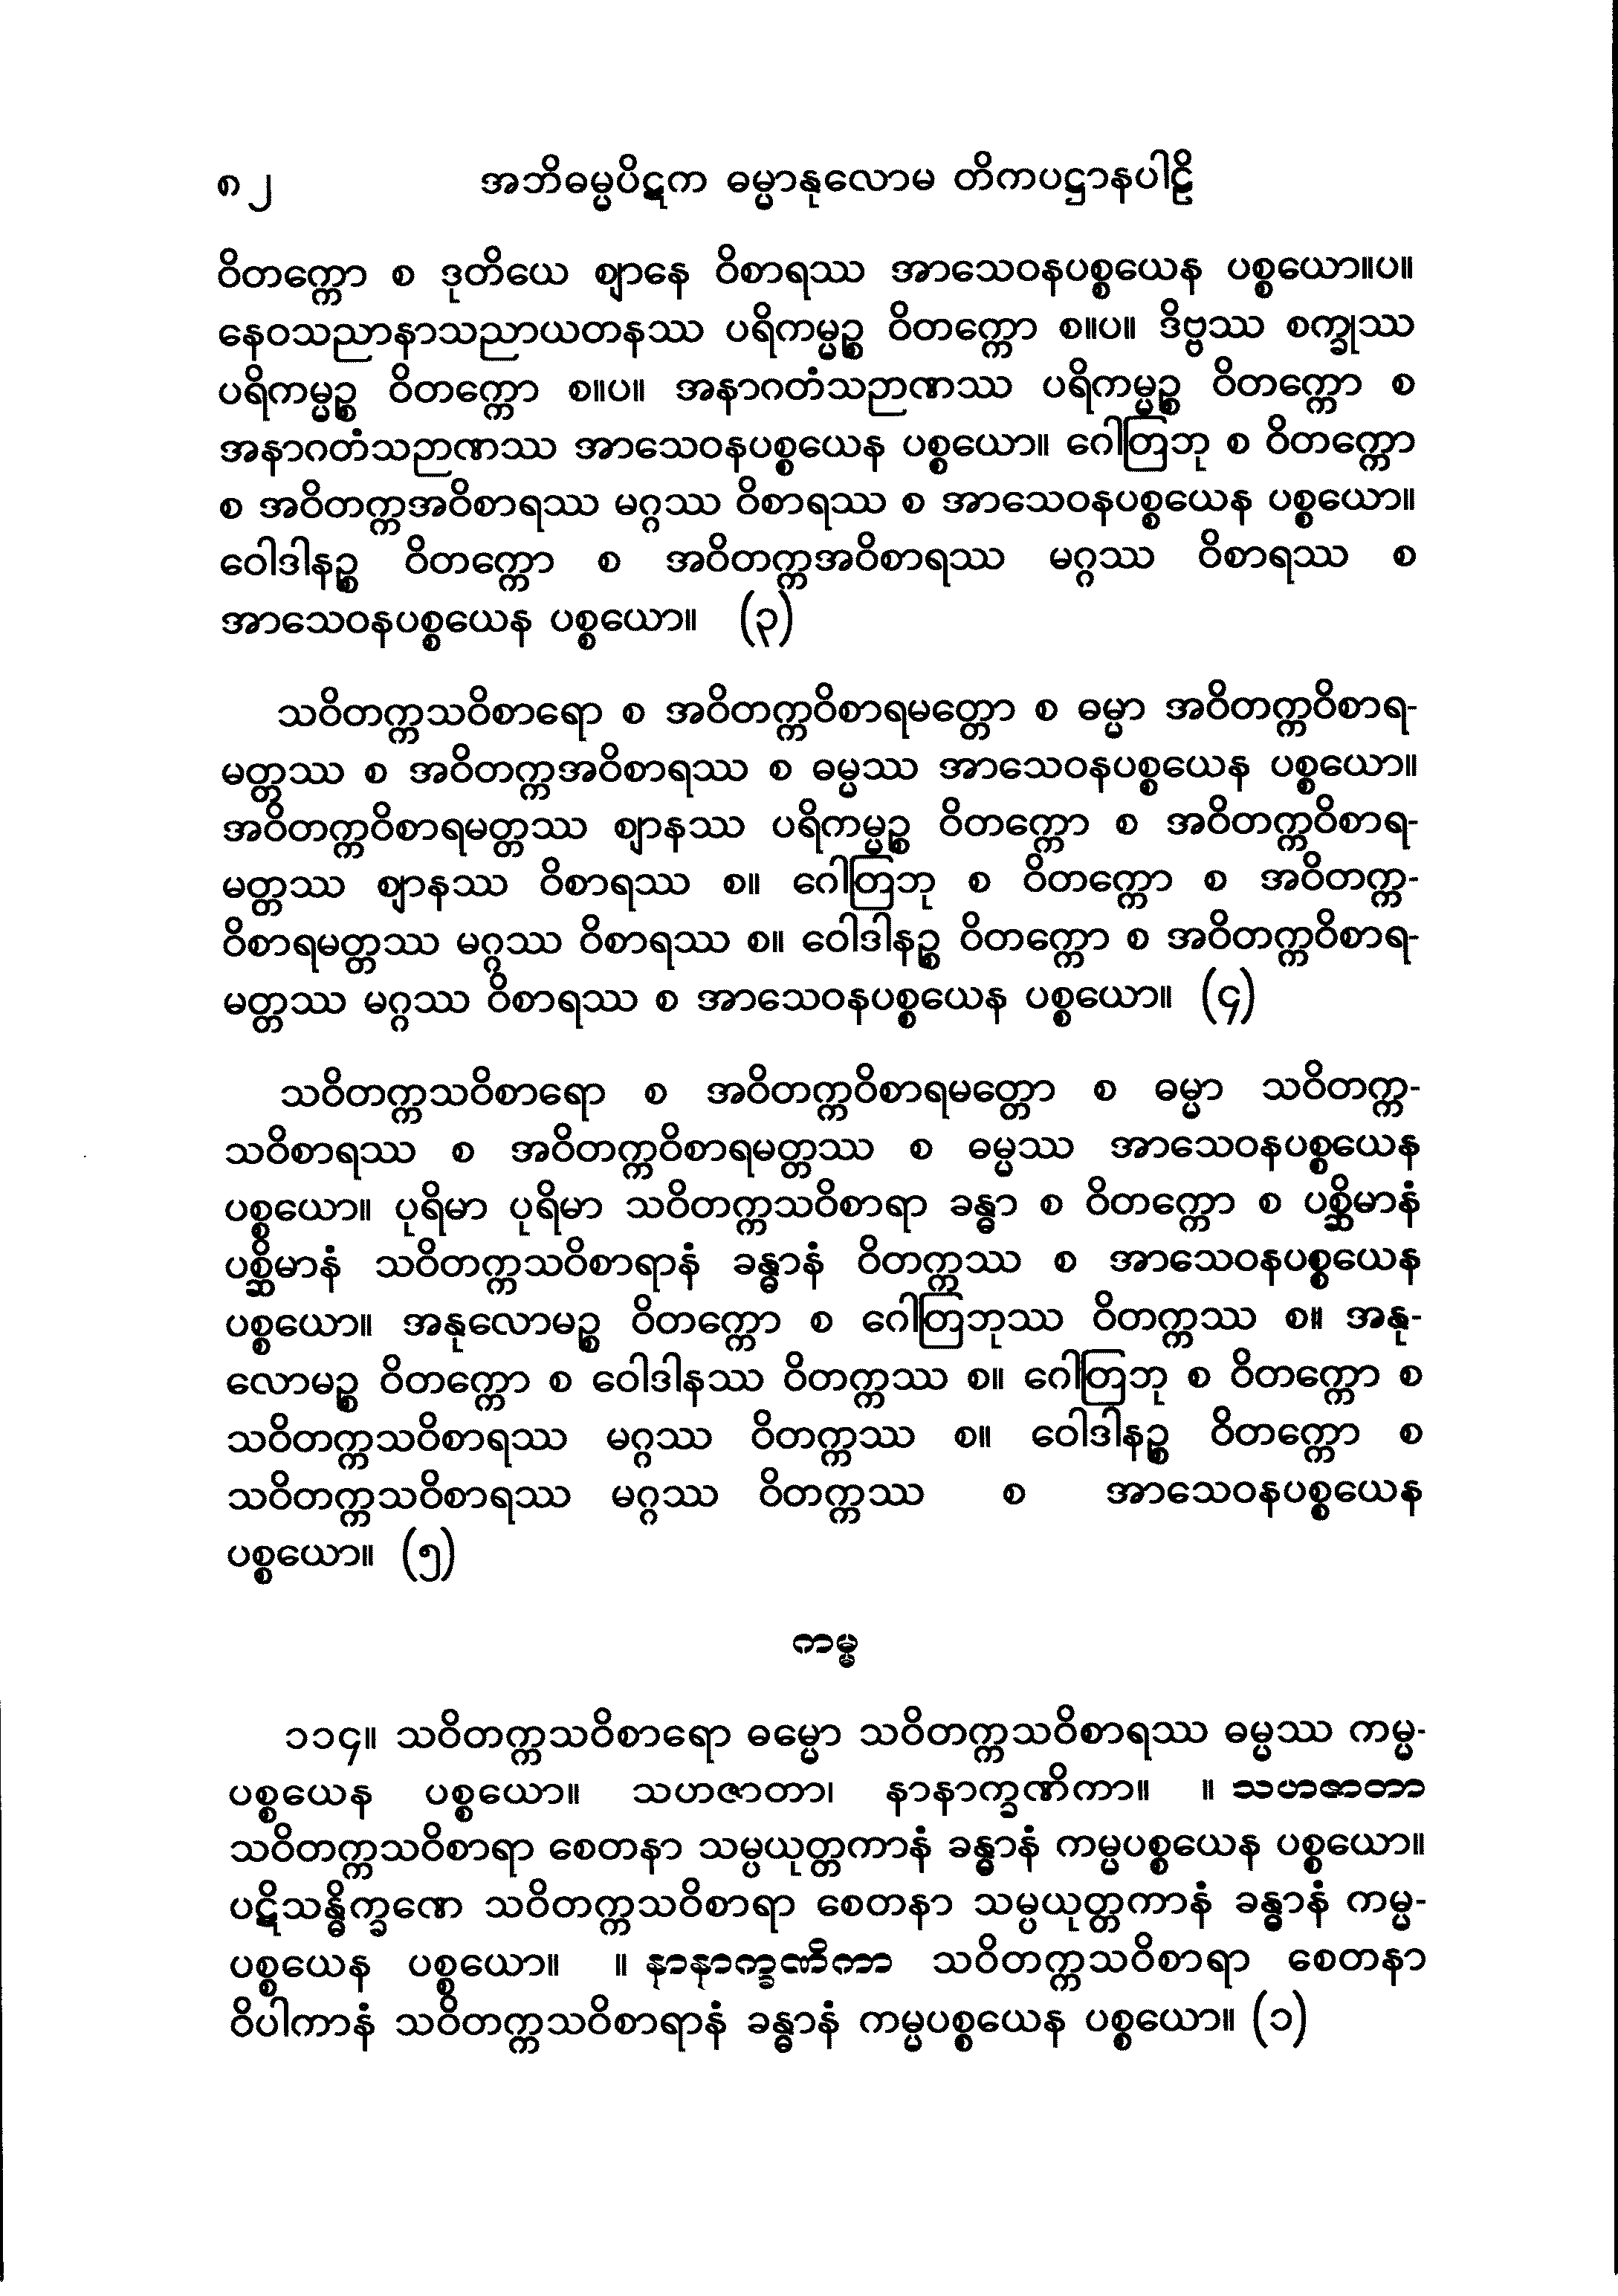 ၈၂ အဘိဓမ္မပိဋက ဓမ္မာနုလောမ တိကပဋ္ဌာနပါဠိ
ဝိတက္ကော စ ဒုတိယေ ဈာနေ ဝိစာရဿ အာသေဝနပစ္စယေန ပစ္စယော။ပ။
နေဝသညာနာသညာယတနဿ ပရိကမ္မဉ္စ ဝိတက္ကော စ။ပ။ ဒိဗ္ဗဿ စက္ခုဿ
ပရိကမ္မဉ္စ ဝိတက္ကော စ။ပ။ အနာဂတံသဉာဏဿ ပရိကမ္မဉ္စ ဝိတက္ကော စ
အနာဂတံသဉာဏဿ အာသေဝနပစ္စယေန ပစ္စယော။ ဂေါတြဘု စ ဝိတက္ကော
စ အဝိတက္ကအဝိစာရဿ မဂ္ဂဿ ဝိစာရဿ စ အာသေဝနပစ္စယေန ပစ္စယော။
ဝေါဒါနဉ္စ ဝိတက္ကော စ အဝိတက္ကအဝိစာရဿ မဂ္ဂဿ ဝိစာရဿ စ
အာသေဝနပစ္စယေန ပစ္စယော။ (၃)
သဝိတက္ကသဝိစာရော စ အဝိတက္ကဝိစာရမတ္တော စ ဓမ္မာ အဝိတက္ကဝိစာရ-
မတ္တဿ စ အဝိတက္ကအဝိစာရဿ စ ဓမ္မဿ အာသေဝနပစ္စယေန ပစ္စယော။
အဝိတက္ကဝိစာရမတ္တဿ ဈာနဿ ပရိကမ္မဉ္စ ဝိတက္ကော စ အဝိတက္ကဝိစာရ-
မတ္တဿ ဈာနဿ ဝိစာရဿ စ။ ဂေါတြဘု စ ဝိတက္ကော စ အဝိတက္က-
ဝိစာရမတ္တဿ မဂ္ဂဿ ဝိစာရဿ စ။ ဝေါဒါနဉ္စ ဝိတက္ကော စ အဝိတက္ကဝိစာရ-
မတ္တဿ မဂ္ဂဿ ဝိစာရဿ စ အာသေဝနပစ္စယေန ပစ္စယော။ (၄)
သဝိတက္ကသဝိစာရော စ အဝိတက္ကဝိစာရမတ္တော စ ဓမ္မာ သဝိတက္က-
သဝိစာရဿ စ အဝိတက္ကဝိစာရမတ္တဿ စ ဓမ္မဿ အာသေဝနပစ္စယေန
ပစ္စယော။ ပုရိမာ ပုရိမာ သဝိတက္ကသဝိစာရာ ခန္ဓာ စ ဝိတက္ကော စ ပစ္ဆိမာနံ
ပစ္ဆိမာနံ သဝိတက္ကသဝိစာရာနံ ခန္ဓာနံ ဝိတက္ကဿ စ အာသေဝနပစ္စယေန
ပစ္စယော။ အနုလောမဉ္စ ဝိတက္ကော စ ဂေါတြဘုဿ ဝိတက္ကဿ စ။ အနု-
လောမဉ္စ ဝိတက္ကော စ ဝေါဒါနဿ ဝိတက္ကဿ စ။ ဂေါတြဘု စ ဝိတက္ကော စ
သဝိတက္ကသဝိစာရဿ မဂ္ဂဿ ဝိတက္ကဿ စ။ ဝေါဒါနဉ္စ ဝိတက္ကော စ
သဝိတက္ကသဝိစာရဿ မဂ္ဂဿ ဝိတက္ကဿ စ အာသေဝနပစ္စယေန
ပစ္စယော။ (၅)
ကမ္မ
၁၁၄။ သဝိတက္ကသဝိစာရော ဓမ္မော သဝိတက္ကသဝိစာရဿ ဓမ္မဿ ကမ္မ-
ပစ္စယေန ပစ္စယော။ သဟဇာတာ၊ နာနာက္ခဏိကာ။ ။ သဟဇာတာ
သဝိတက္ကသဝိစာရာ စေတနာ သမ္ပယုတ္တကာနံ ခန္ဓာနံ ကမ္မပစ္စယေန ပစ္စယော။
ပဋိသန္ဓိက္ခဏေ သဝိတက္ကသဝိစာရာ စေတနာ သမ္ပယုတ္တကာနံ ခန္ဓာနံ ကမ္မ-
ပစ္စယေန ပစ္စယော။ ။ နာနာက္ခဏိကာ သဝိတက္ကသဝိစာရာ စေတနာ
ဝိပါကာနံ သဝိတက္ကသဝိစာရာနံ ခန္ဓာနံ ကမ္မပစ္စယေန ပစ္စယော။ (၁)